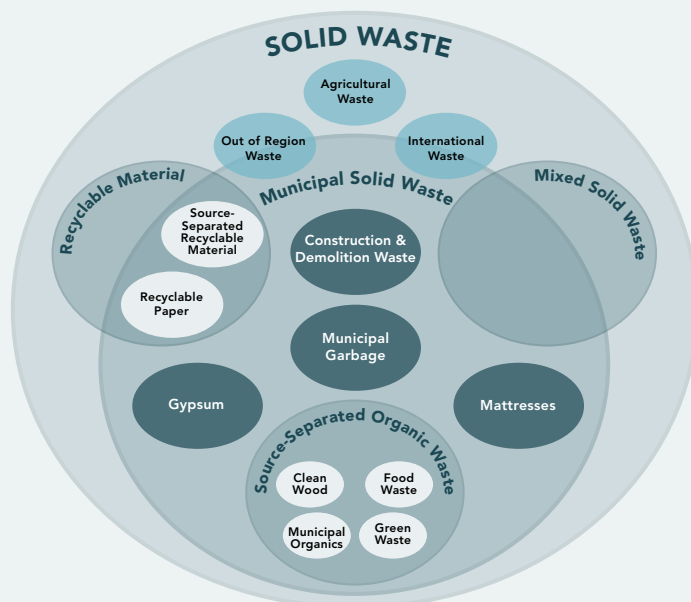 SOLID WASTE
Agricultural
Waste
Out of Region
Waste
International
Waste
Recyclable Material
Municipal Solid Waste
Mixed Solid Waste
Source-
Separated
Recyclable
Material
Construction &
Demolition Waste
Recyclable
Paper
Municipal
Garbage
Gypsum
Mattresses
Source-Separated Organic Waste
Clean
Wood
Food
Waste
Municipal
Organics
Green
Waste